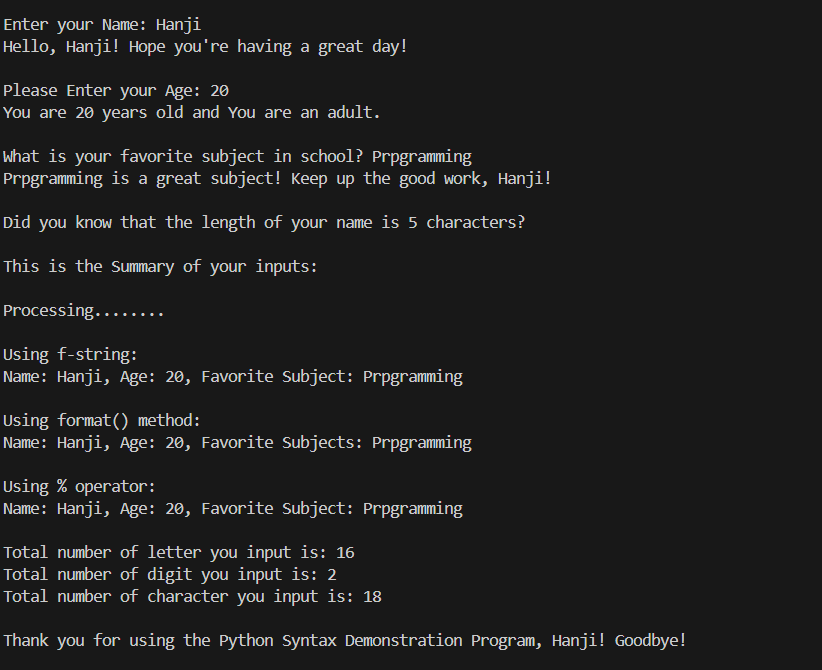 Enter your Name: Hanji
Hello, Hanji! Hope you're having a great day!
Please Enter your Age: 20
You are 20 years old and You are an adult.
What is your favorite subject in school? Prpgramming
Prpgramming is a great subject! Keep up the good work, Hanji!
Did you know that the length of your name is 5 characters?
This is the Summary of your inputs:
Processing........
Using f-string:
Name: Hanji, Age: 20, Favorite Subject: Prpgramming
Using format() method:
Name: Hanji, Age: 20, Favorite Subjects: Prpgramming
Using % operator:
Name: Hanji, Age: 20, Favorite Subject: Prpgramming
Total number of letter you input is: 16
Total number of digit you input is: 2
Total number of character you input is: 18
Thank you for using the Python Syntax Demonstration Program, Hanji! Goodbye!